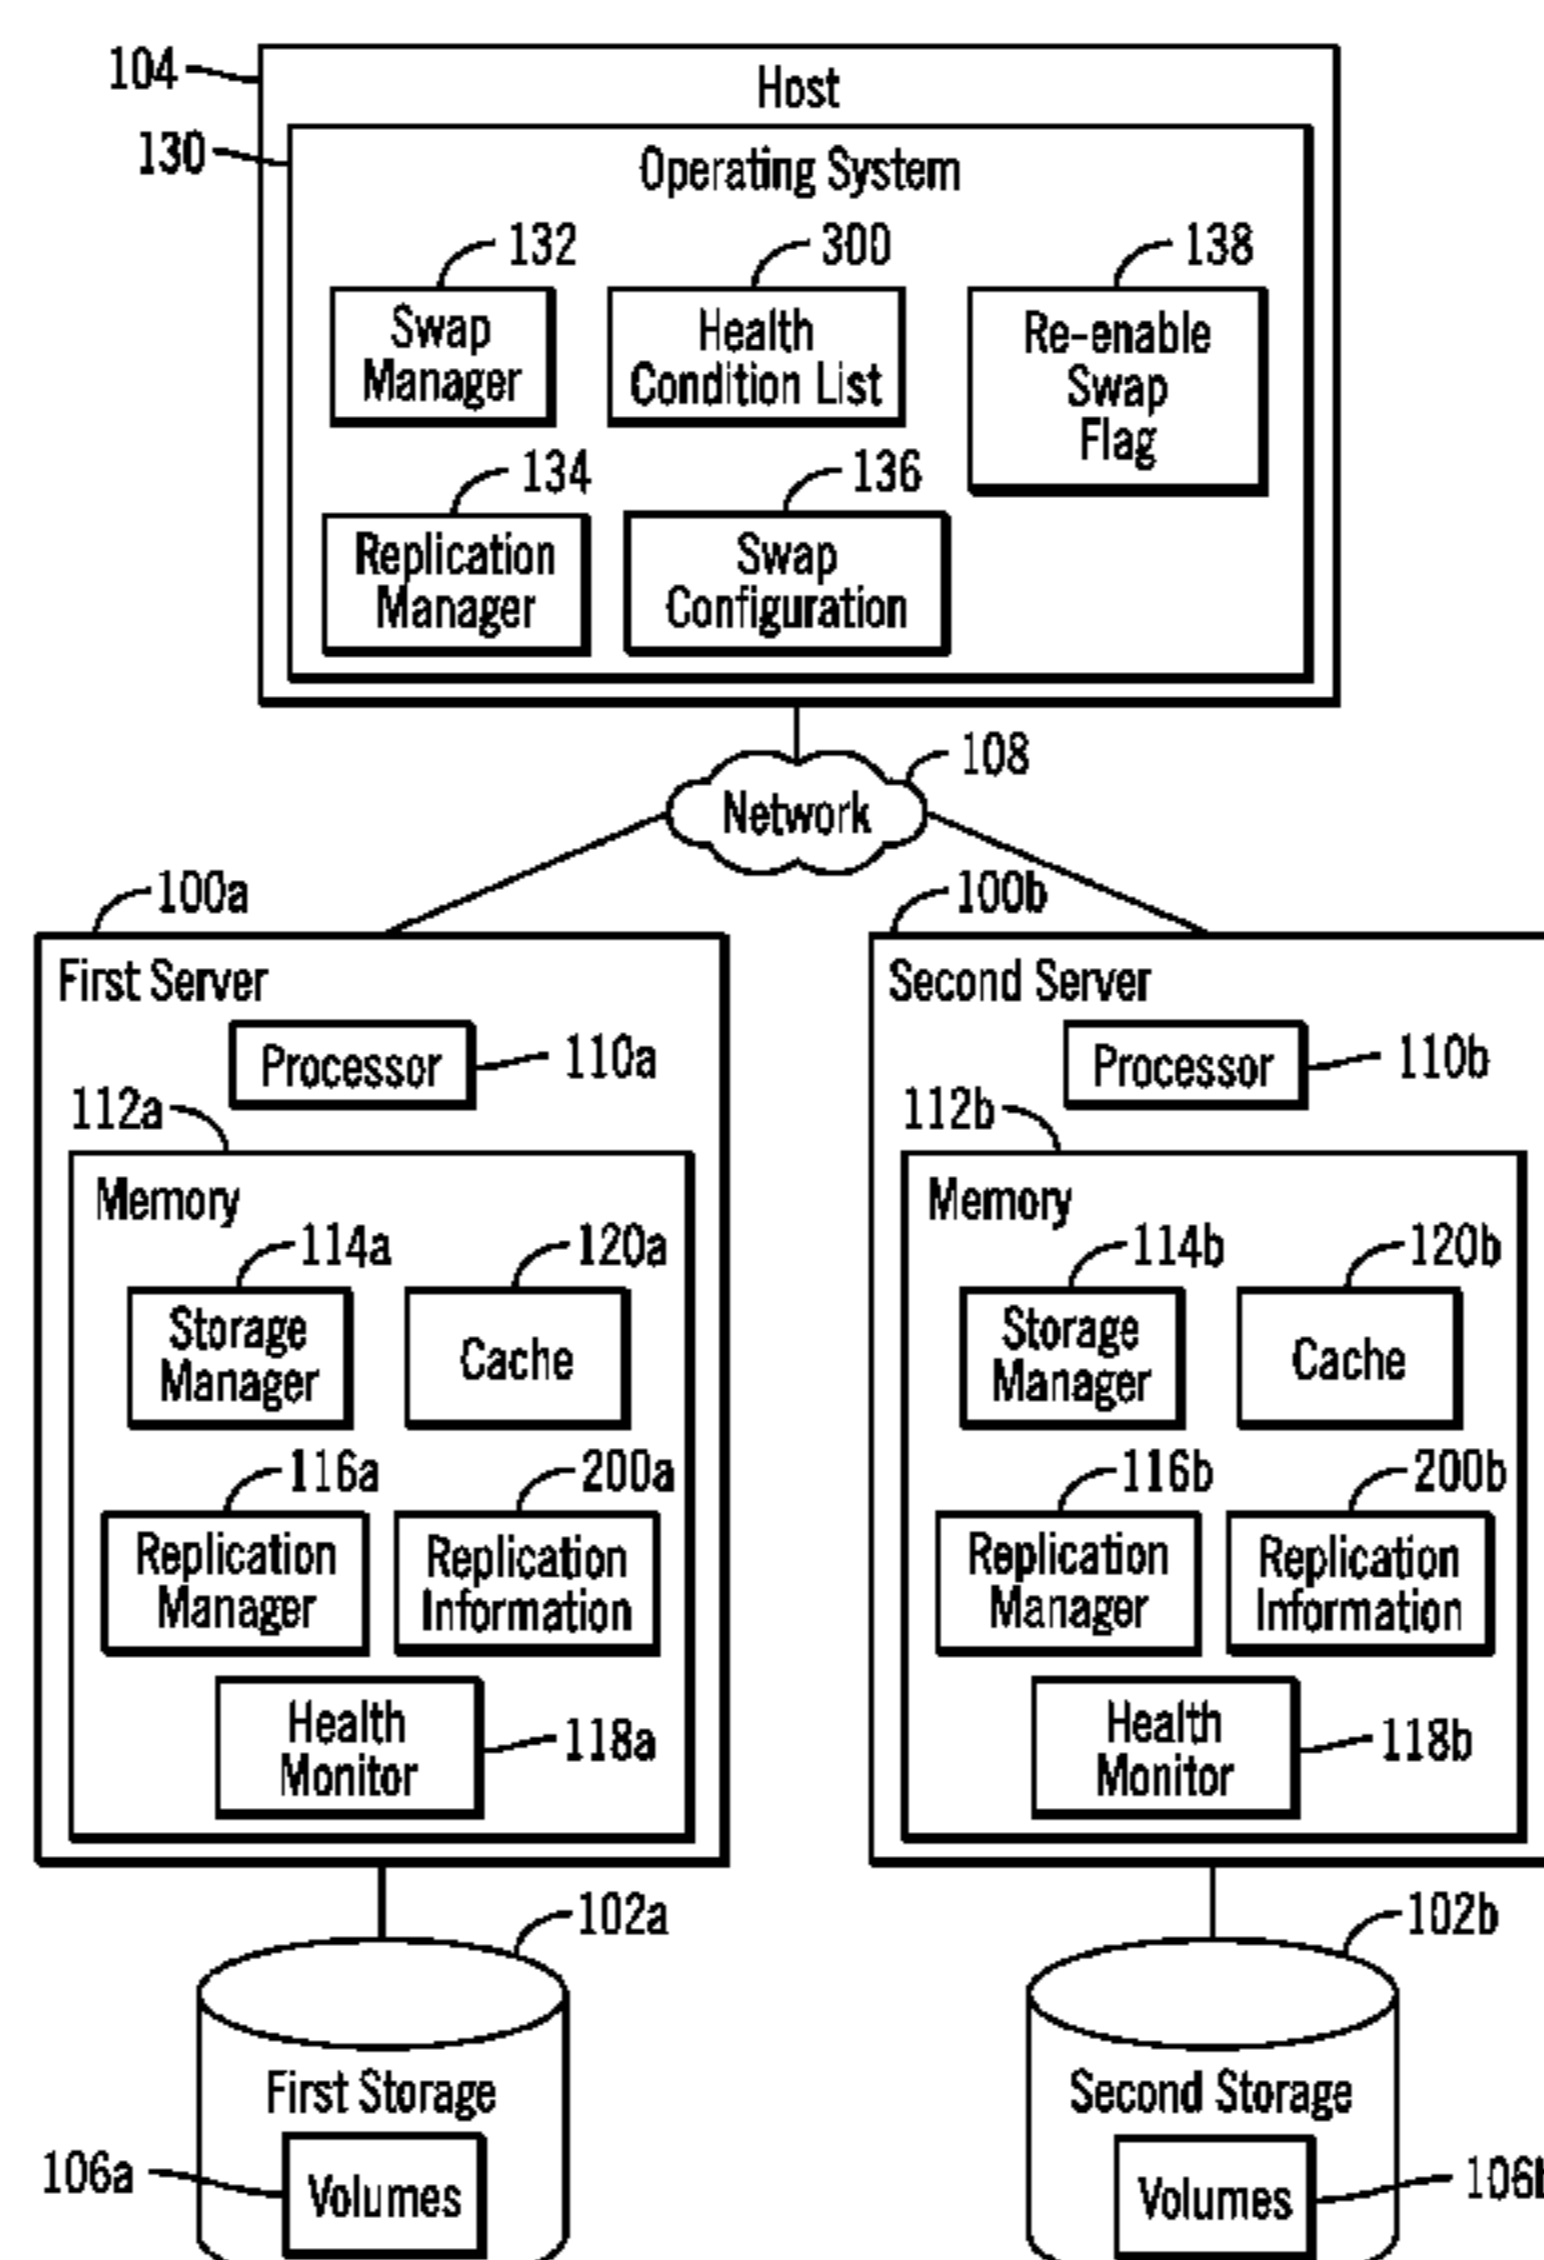 104
Host
130
Operating System
132
300
138
Swap
Manager
Health
Condition List
Re-enable
Swap
Flag
134
136
Replication
Manager
Swap
Configuration
108
Network
100a
100b
First Server
Second Server
Processor
110a
Processor
110b
112a
112b
Memory
Memory
114a
120a
114b
120b
Storage
Manager
Cache
Storage
Manager
Cache
116a
200a
116b
200b
Replication
Manager
Replication
Information
Replication
Manager
Replication
Information
Health
Monitor
118a
Health
Monitor
118b
102a
102b
First Storage
Second Storage
106a
Volumes
Volumes